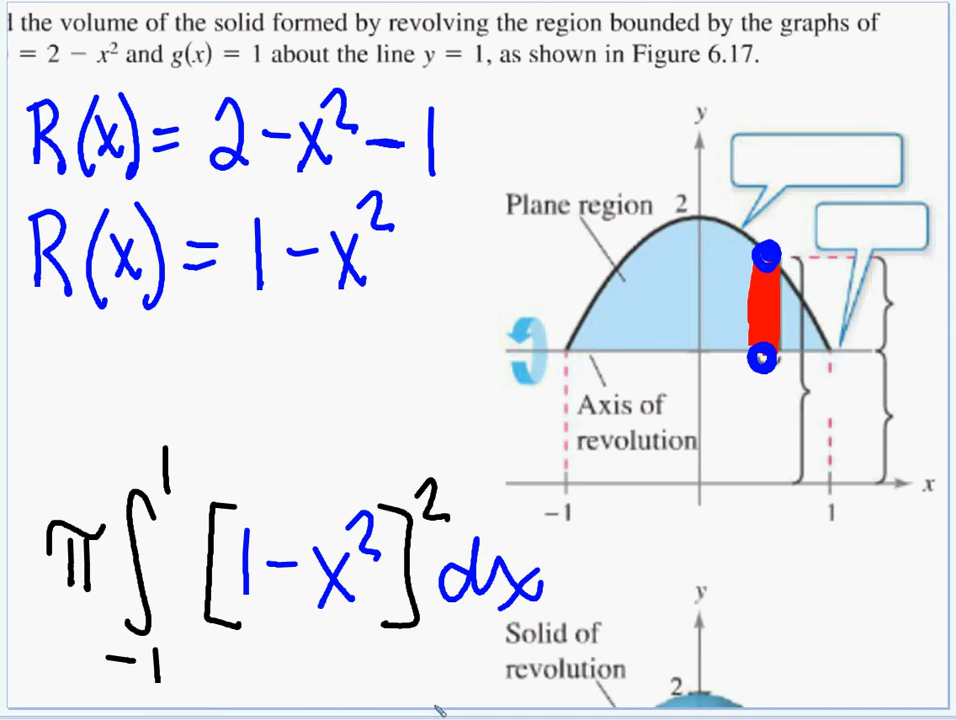 the volume of the solid formed by revolving the region bounded by the graphs of
= 2 − x² and g(x) = 1 about the line y = 1, as shown in Figure 6.17.
R(x) = 2 - x² - 1
R(x) = 1 - x²
y
Plane region
2
Axis of
revolution
x
-1
1
π ∫ 1 -1 [1 - x²]² dx
y
Solid of
revolution
2